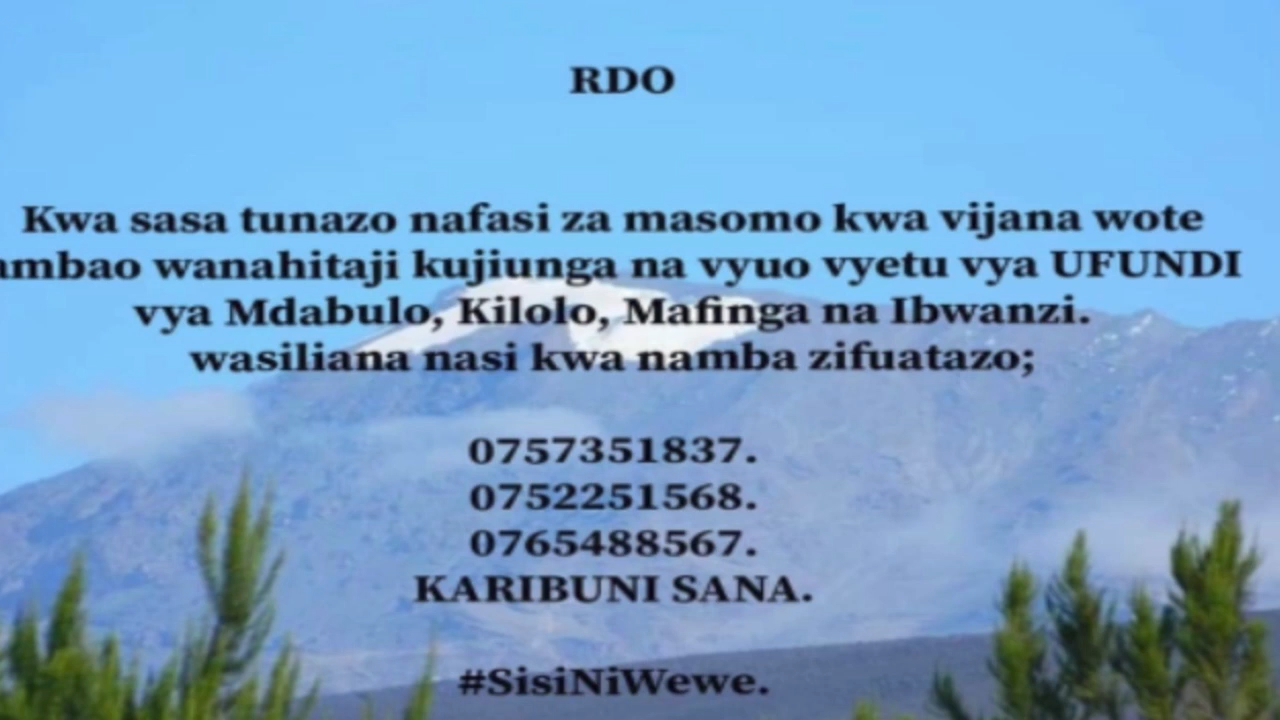 RDO
Kwa sasa tunazo nafasi za masomo kwa vijana wote
ambao wanahitaji kujiunga na vyuo vyetu vya UFUNDI
vya Mdabulo, Kilolo, Mafinga na Ibwanzi.
wasiliana nasi kwa namba zifuatazo;
0757351837.
0752251568.
0765488567.
KARIBUNI SANA.
#SisiNiWewe.